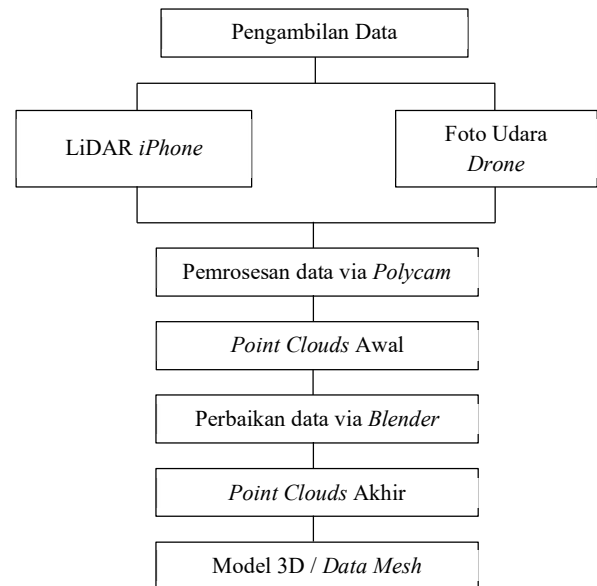 Pengambilan Data
LiDAR iPhone
Foto Udara
Drone
Pemrosesan data via Polycam
Point Clouds Awal
Perbaikan data via Blender
Point Clouds Akhir
Model 3D / Data Mesh